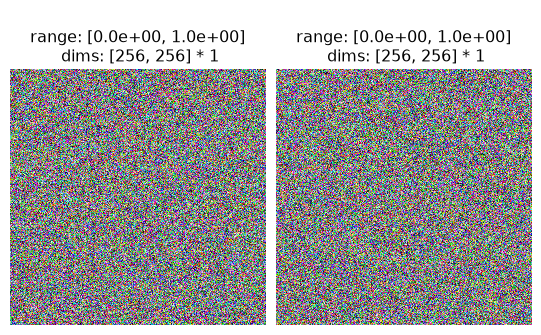 range: [0.0e+00, 1.0e+00]
dims: [256, 256] * 1
range: [0.0e+00, 1.0e+00]
dims: [256, 256] * 1